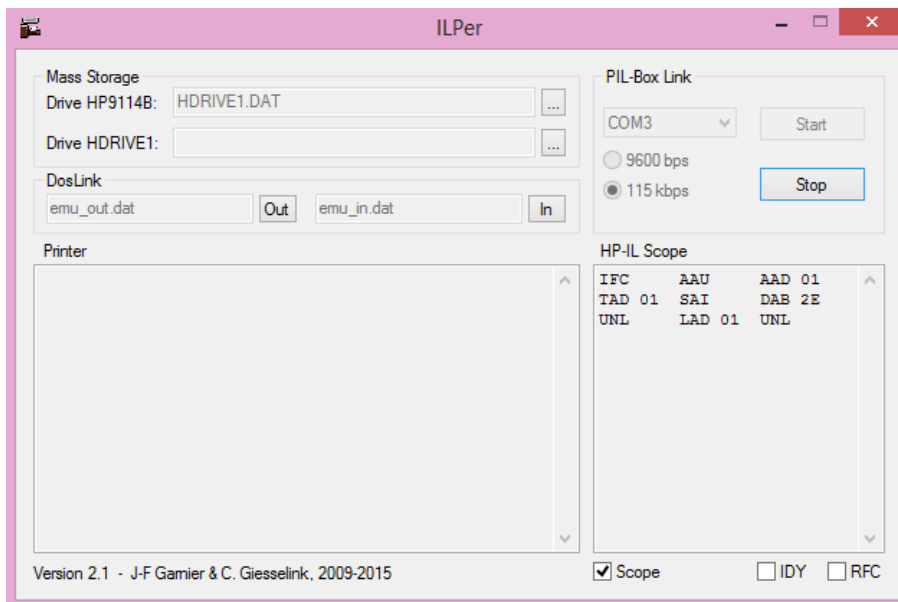 ILPer
Mass Storage
Drive HP9114B: HDRIVE1.DAT ...
Drive HDRIVE1: ...
DosLink
emu_out.dat Out emu_in.dat In
Printer
PIL-Box Link
COM3 Start
9600 bps
115 kbps Stop
HP-IL Scope
IFC AAU AAD 01
TAD 01 SAI DAB 2E
UNL LAD 01 UNL
Version 2.1 - J-F Garnier & C. Giesselink, 2009-2015
Scope IDY RFC